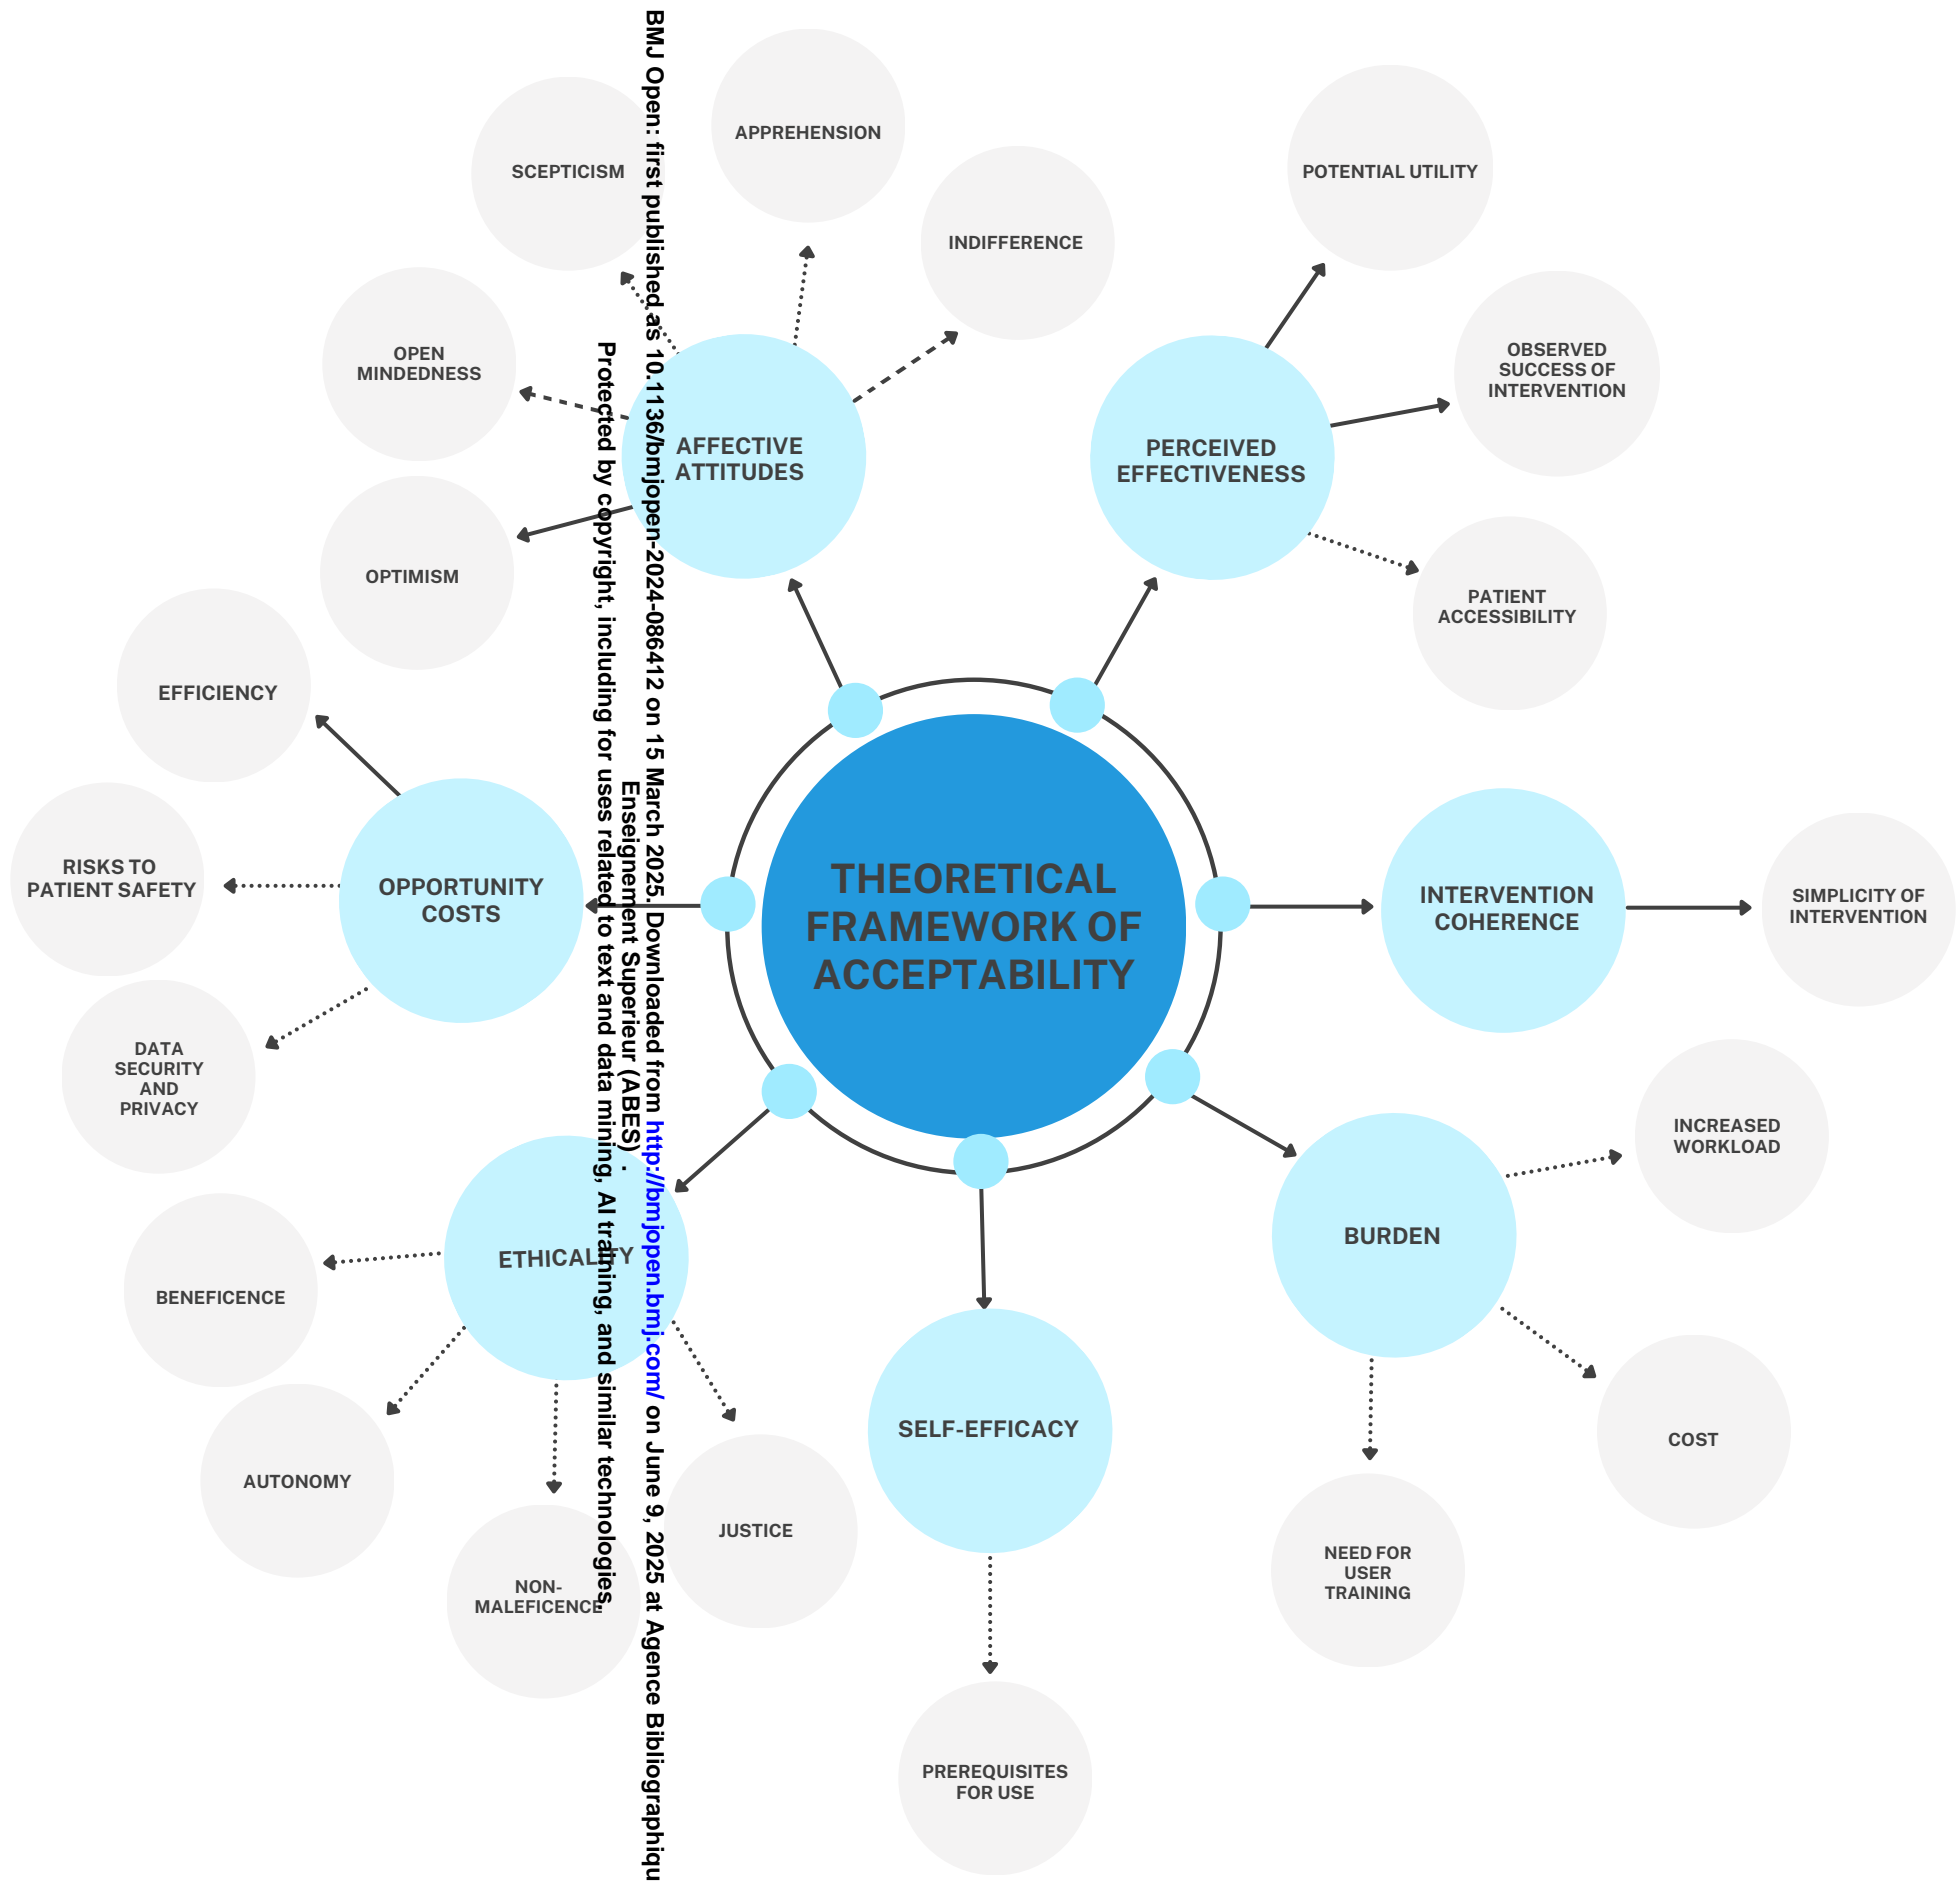 BMJ Open: first published as 10.1136/bmjopen-2024-086412 on 15 March 2025. Downloaded from http://bmjopen.bmj.com/ on June 9, 2025 at Agence Bibliographiqu
Enseignement Superieur (ABES) .
Protected by copyright, including for uses related to text and data mining, AI training, and similar technologies.
APPREHENSION
SCEPTICISM
POTENTIAL UTILITY
INDIFFERENCE
OPEN
MINDEDNESS
OBSERVED
SUCCESS OF
INTERVENTION
AFFECTIVE
ATTITUDES
PERCEIVED
EFFECTIVENESS
OPTIMISM
PATIENT
ACCESSIBILITY
EFFICIENCY
RISKS TO
PATIENT SAFETY
OPPORTUNITY
COSTS
THEORETICAL
FRAMEWORK OF
ACCEPTABILITY
INTERVENTION
COHERENCE
SIMPLICITY OF
INTERVENTION
DATA
SECURITY
AND
PRIVACY
INCREASED
WORKLOAD
BURDEN
ETHICALITY
BENEFICENCE
SELF-EFFICACY
COST
AUTONOMY
JUSTICE
NEED FOR
USER
TRAINING
NON-
MALEFICENCE
PREREQUISITES
FOR USE